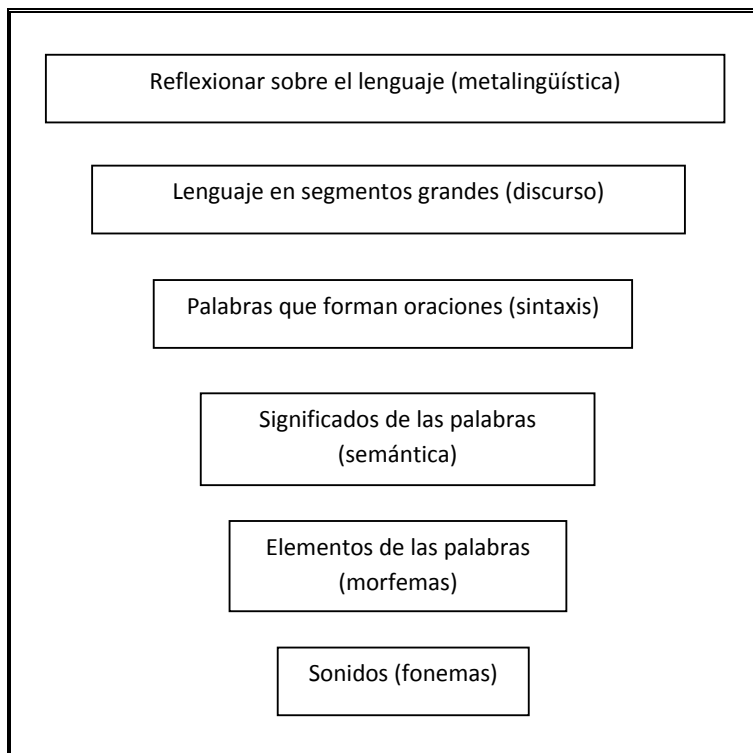 Reflexionar sobre el lenguaje (metalingüística)
Lenguaje en segmentos grandes (discurso)
Palabras que forman oraciones (sintaxis)
Significados de las palabras
(semántica)
Elementos de las palabras
(morfemas)
Sonidos (fonemas)